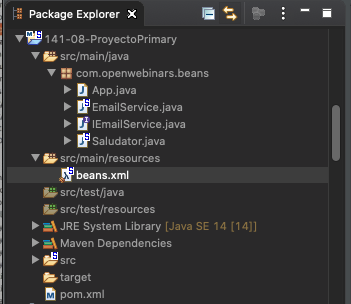 Package Explorer
141-08-ProyectoPrimary
src/main/java
com.openwebinars.beans
App.java
EmailService.java
IEmailService.java
Saludator.java
src/main/resources
beans.xml
src/test/java
src/test/resources
JRE System Library [Java SE 14 [14]]
Maven Dependencies
src
target
pom.xml